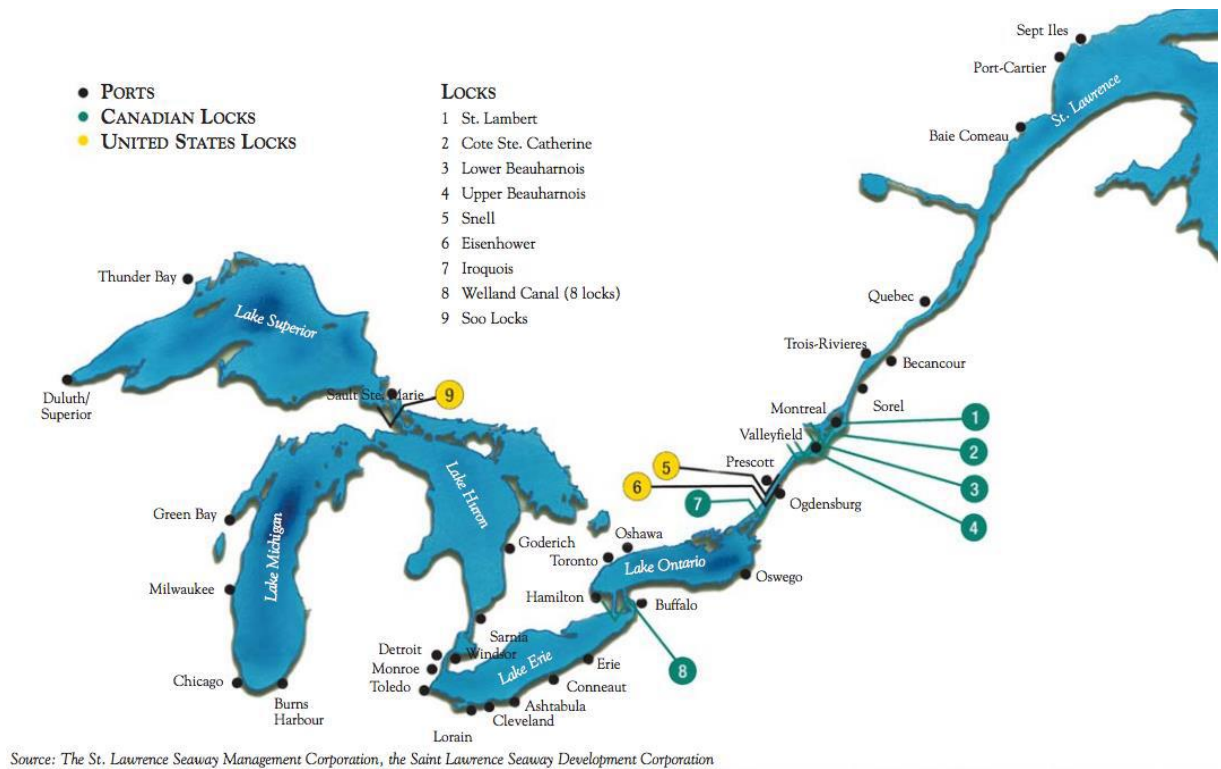 PORTS
CANADIAN LOCKS
UNITED STATES LOCKS
LOCKS
1 St. Lambert
2 Cote Ste. Catherine
3 Lower Beauharnois
4 Upper Beauharnois
5 Snell
6 Eisenhower
7 Iroquois
8 Welland Canal (8 locks)
9 Soo Locks
Sept Iles
Port-Cartier
St. Lawrence
Baie Comeau
Thunder Bay
Lake Superior
Quebec
Trois-Rivieres
Becancour
Duluth/
Superior
Sault Ste. Marie
9
Sorel
Montreal
1
Valleyfield
2
Prescott
5
3
6
Ogdensburg
7
4
Lake Huron
Green Bay
Lake Michigan
Goderich
Oshawa
Toronto
Lake Ontario
Oswego
Milwaukee
Hamilton
Buffalo
Sarnia
Detroit
Windsor
Monroe
Lake Erie
Erie
8
Toledo
Conneaut
Chicago
Burns
Harbour
Ashtabula
Cleveland
Lorain
Source: The St. Lawrence Seaway Management Corporation, the Saint Lawrence Seaway Development Corporation